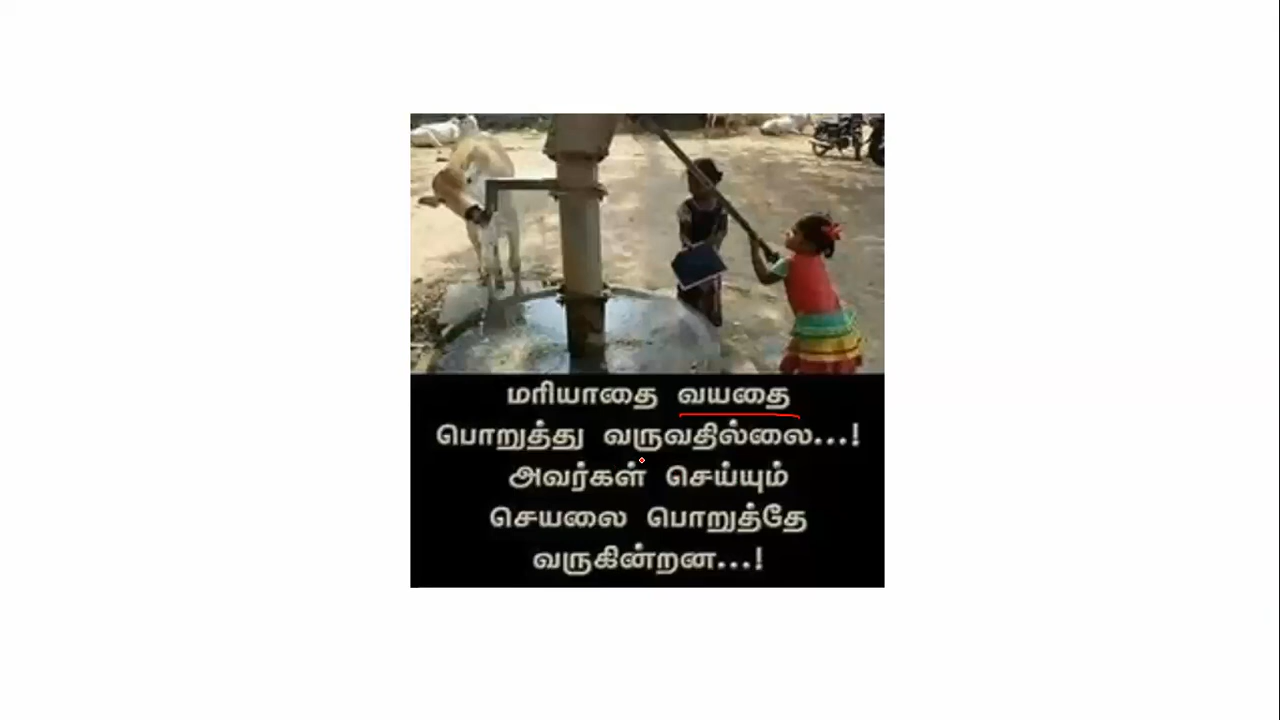 மரியாதை வயதை
பொறுத்து வருவதில்லை...!
அவர்கள் செய்யும்
செயலை பொறுத்தே
வருகின்றன...!